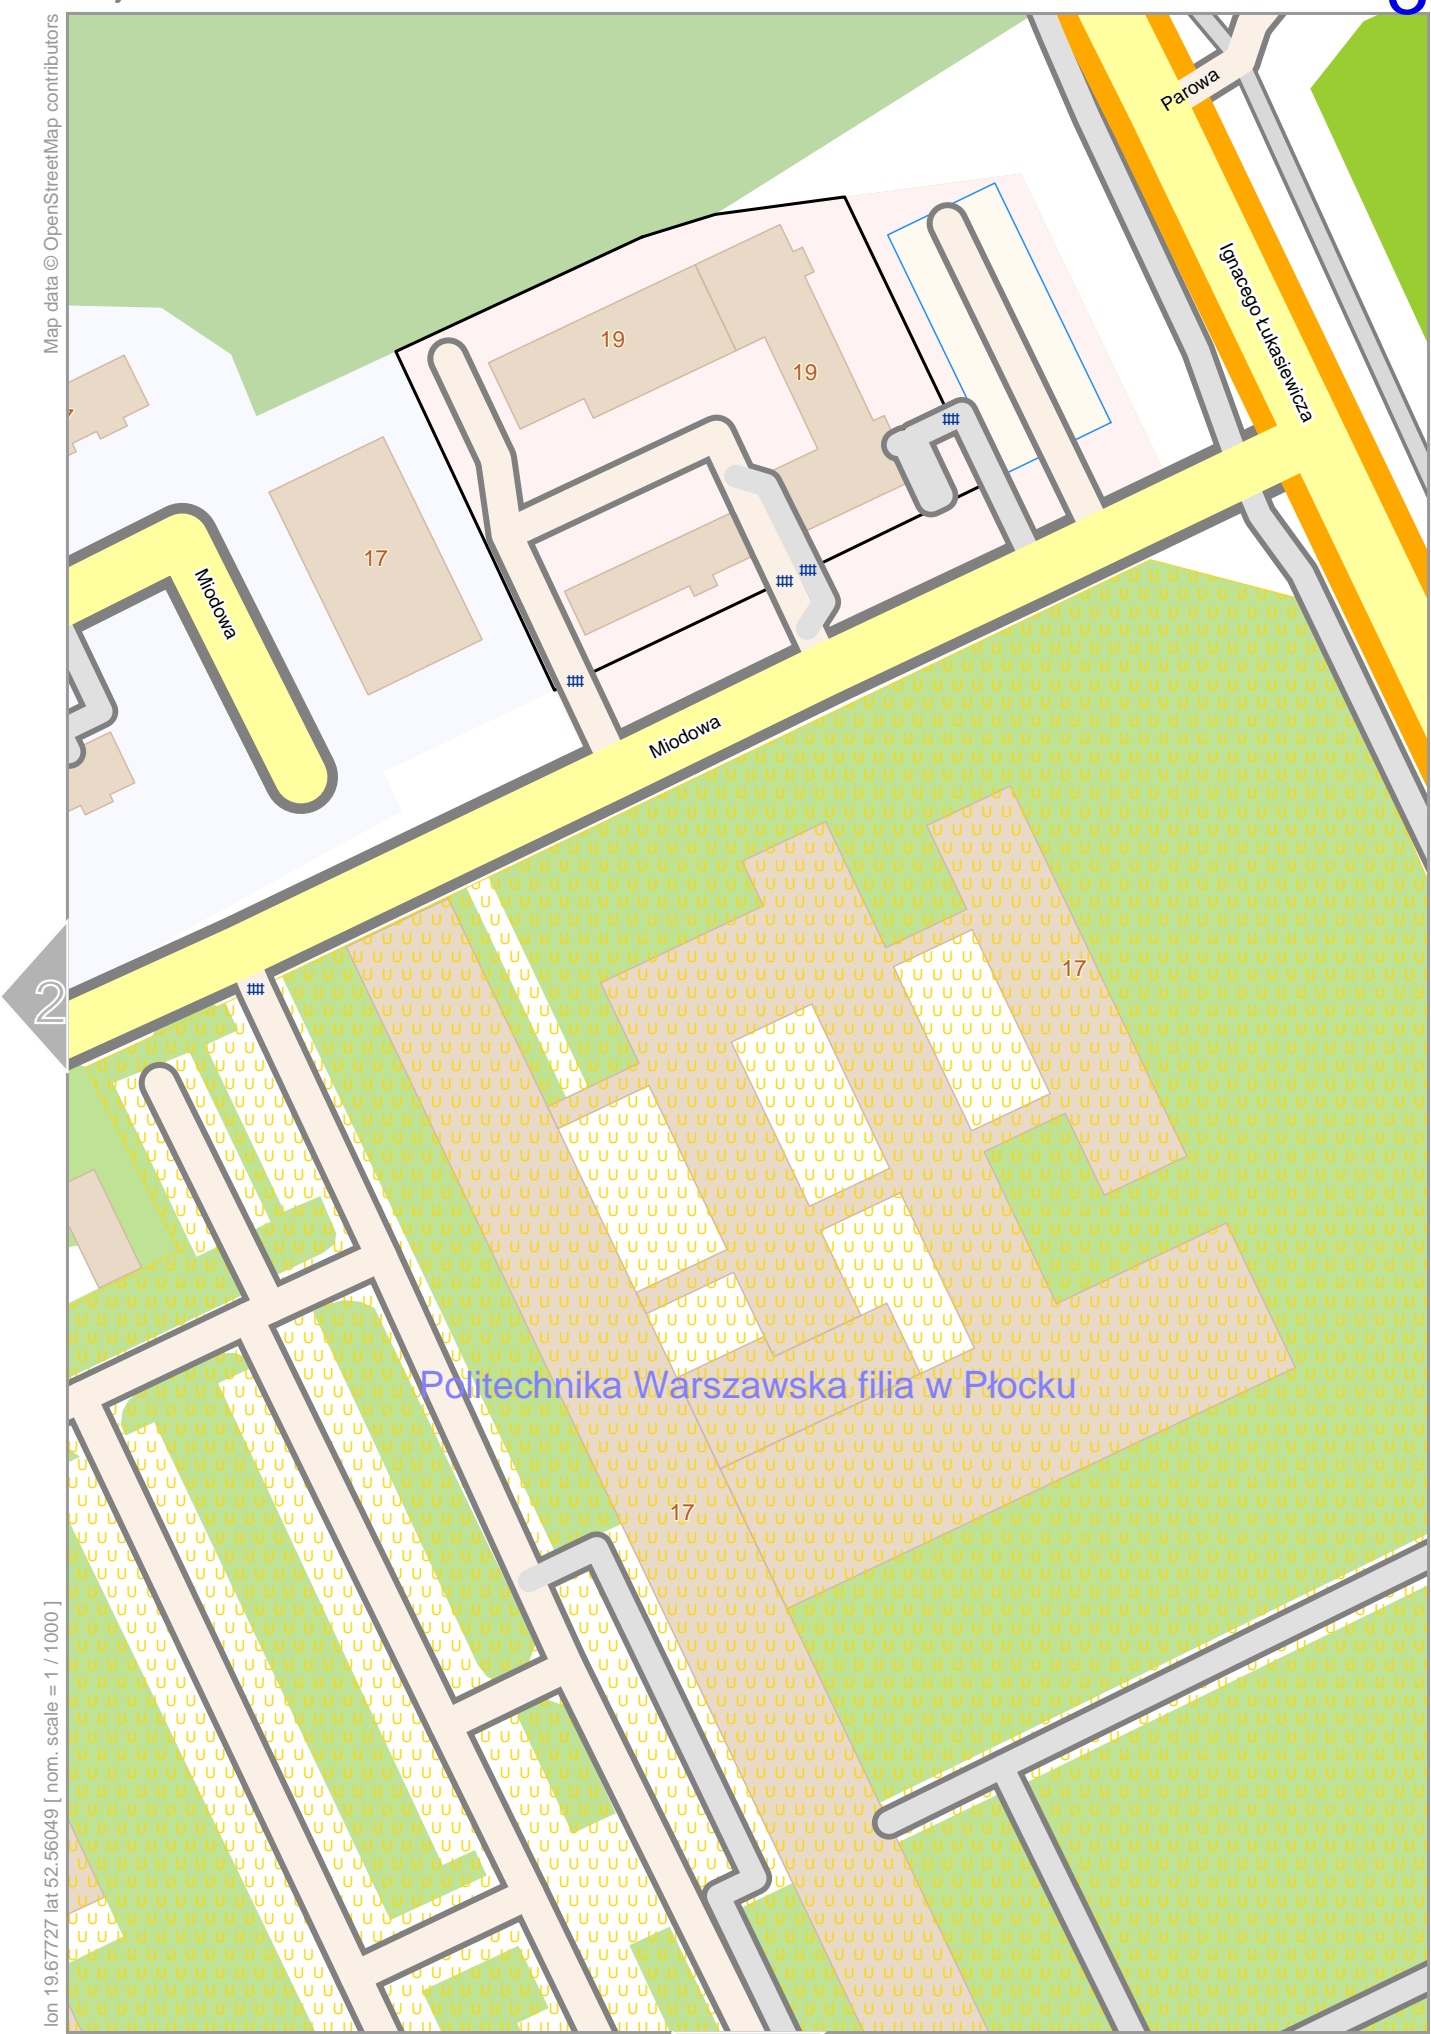 Map data © OpenStreetMap contributors
Parowa
Ignacego Łukasiewicza
19
19
17
Miodowa
Miodowa
17
2
Politechnika Warszawska filia w Płocku
17
lon 19.67727 lat 52.56049 [ nom. scale = 1 / 1000 ]